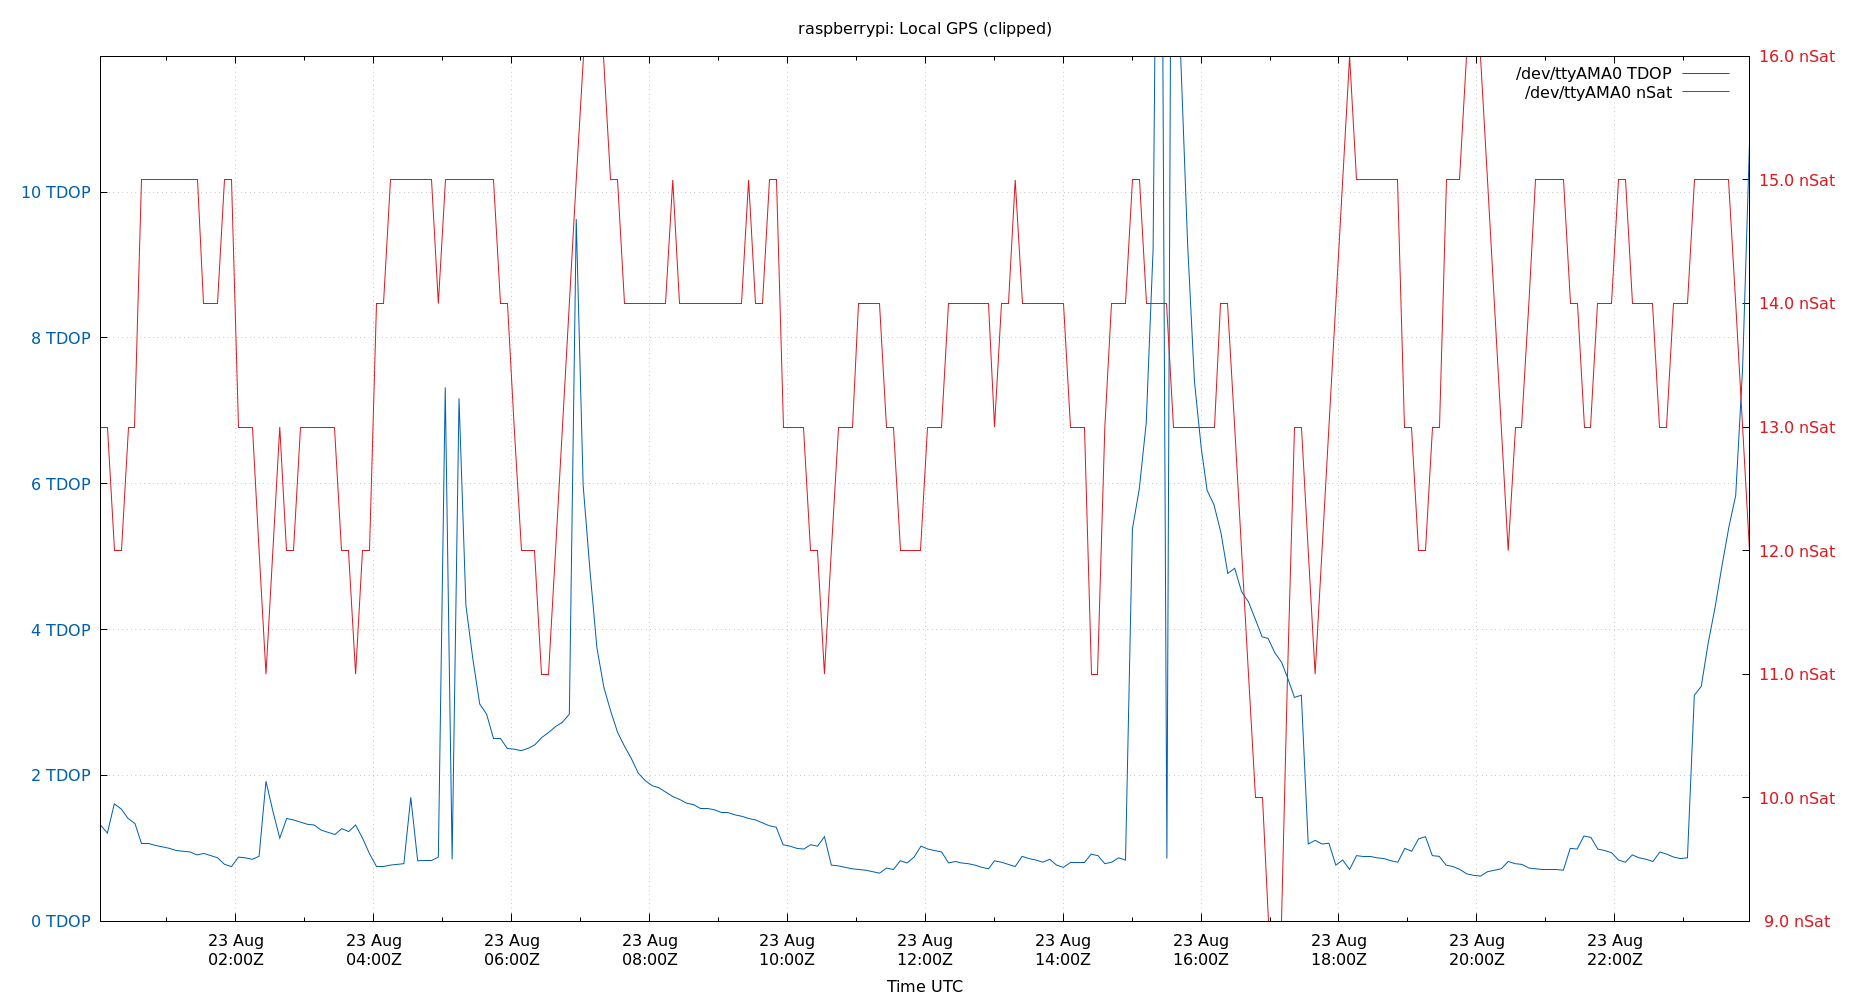 raspberrypi: Local GPS (clipped)
/dev/ttyAMA0 TDOP
/dev/ttyAMA0 nSat
10 TDOP
8 TDOP
6 TDOP
4 TDOP
2 TDOP
0 TDOP
16.0 nSat
15.0 nSat
14.0 nSat
13.0 nSat
12.0 nSat
11.0 nSat
10.0 nSat
9.0 nSat
23 Aug 23 Aug 23 Aug 23 Aug 23 Aug 23 Aug 23 Aug 23 Aug 23 Aug 23 Aug 23 Aug
02:00Z 04:00Z 06:00Z 08:00Z 10:00Z 12:00Z 14:00Z 16:00Z 18:00Z 20:00Z 22:00Z
Time UTC